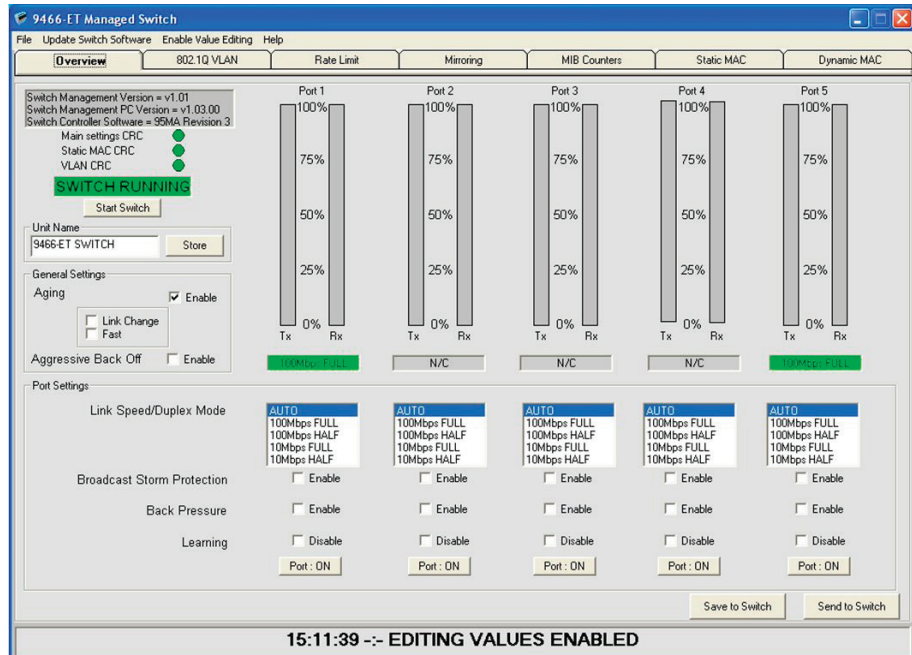 9466-ET Managed Switch
File Update Switch Software Enable Value Editing Help
Overview 802.1Q VLAN Rate Limit Mirroring MIB Counters Static MAC Dynamic MAC
Switch Management Version = v1.01
Switch Management PC Version = v1.03.00
Switch Controller Software = 95MA Revision 3
Main settings CRC
Static MAC CRC
VLAN CRC
SWITCH RUNNING
Start Switch
Unit Name
9466-ET SWITCH Store
General Settings
Aging Enable
Link Change
Fast
Aggressive Back Off Enable
Port 1 Port 2 Port 3 Port 4 Port 5
100% 100% 100% 100% 100%
75% 75% 75% 75% 75%
50% 50% 50% 50% 50%
25% 25% 25% 25% 25%
0% 0% 0% 0% 0%
Tx Rx Tx Rx Tx Rx Tx Rx Tx Rx
100Mbps FULL N/C N/C N/C 100Mbps FULL
Port Settings
Link Speed/Duplex Mode
AUTO AUTO AUTO AUTO AUTO
100Mbps FULL 100Mbps FULL 100Mbps FULL 100Mbps FULL 100Mbps FULL
100Mbps HALF 100Mbps HALF 100Mbps HALF 100Mbps HALF 100Mbps HALF
10Mbps FULL 10Mbps FULL 10Mbps FULL 10Mbps FULL 10Mbps FULL
10Mbps HALF 10Mbps HALF 10Mbps HALF 10Mbps HALF 10Mbps HALF
Broadcast Storm Protection Enable Enable Enable Enable Enable
Back Pressure Enable Enable Enable Enable Enable
Learning Disable Disable Disable Disable Disable
Port : ON Port : ON Port : ON Port : ON Port : ON
Save to Switch Send to Switch
15:11:39 -:- EDITING VALUES ENABLED